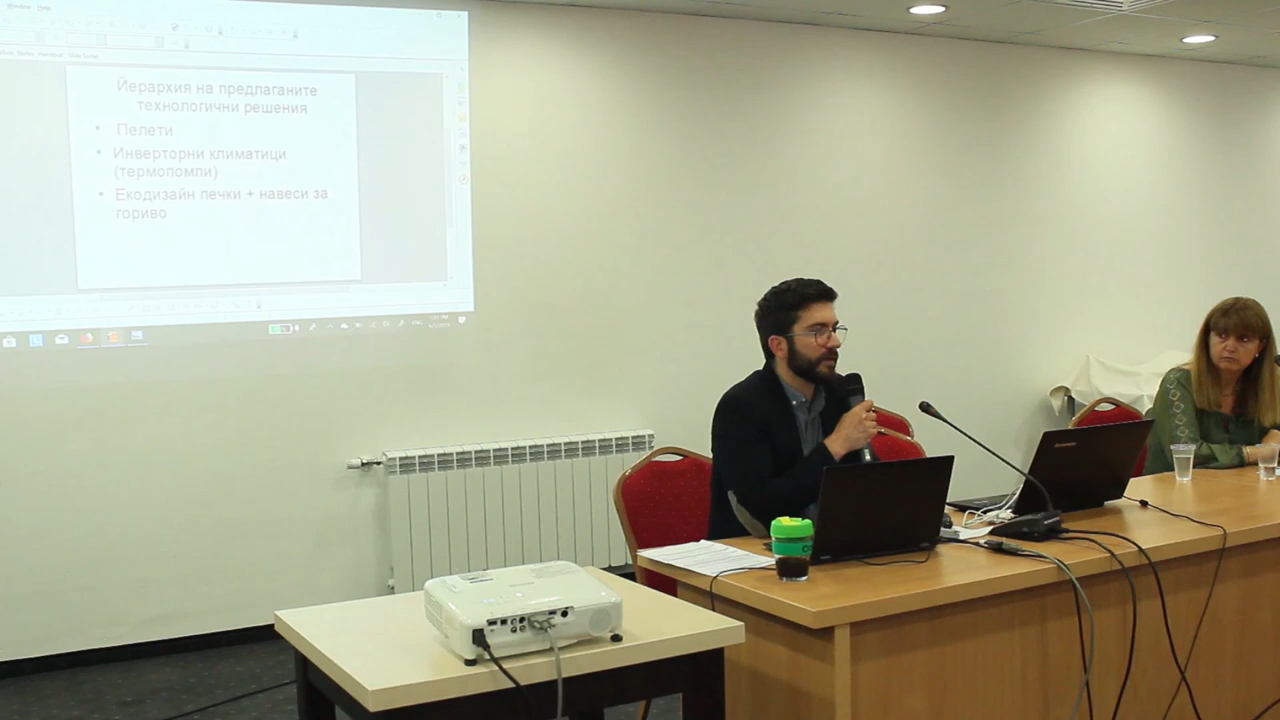 Йерархия на предлаганите
технологични решения
• Пелети
• Инверторни климатици
(термопомпи)
• Екодизайн печки + навеси за
гориво